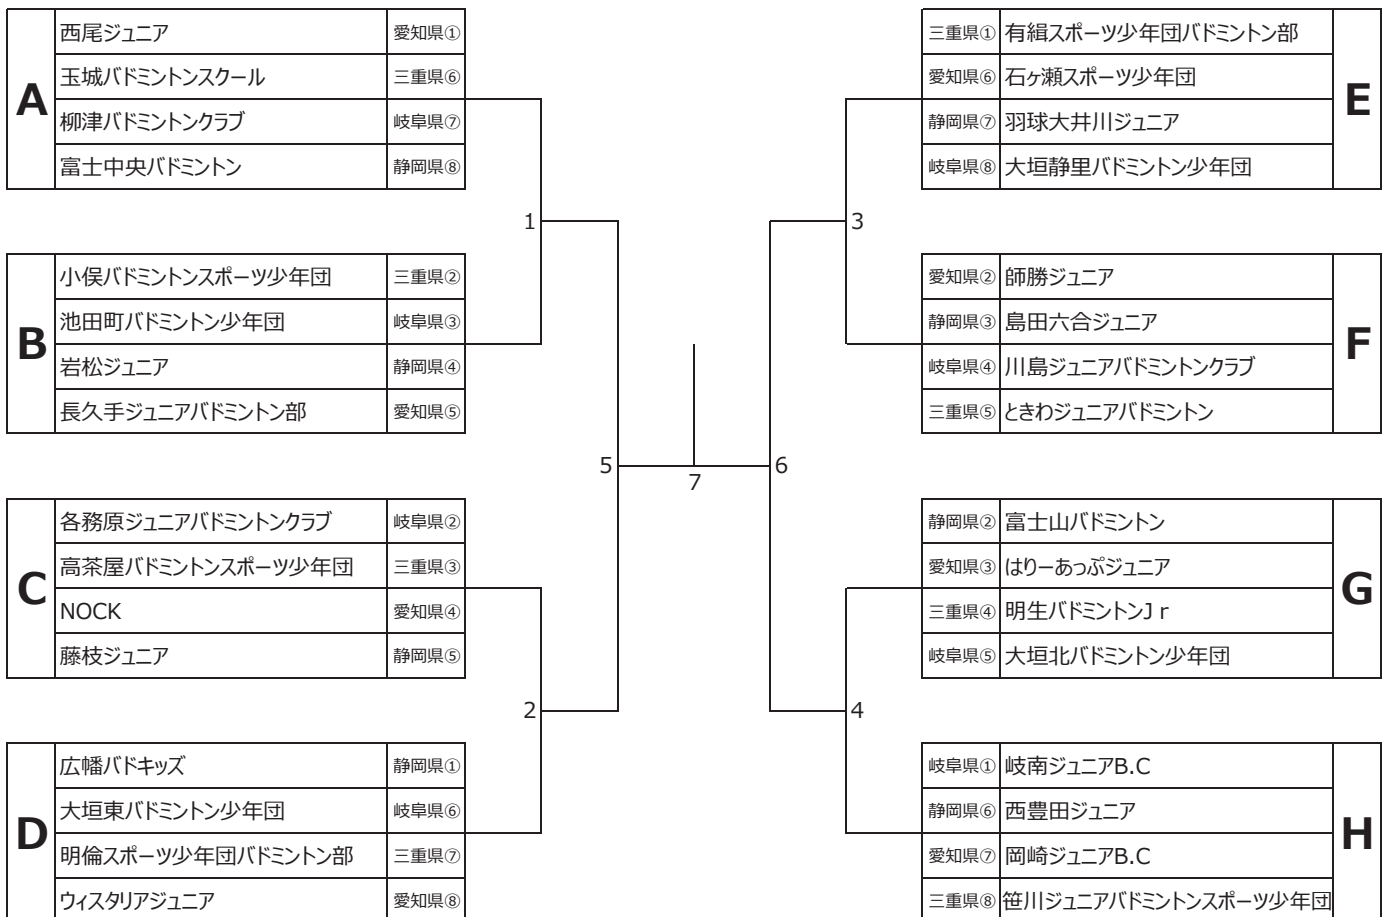 A
西尾ジュニア 愛知県①
玉城バドミントンスクール 三重県⑥
柳津バドミントンクラブ 岐阜県⑦
富士中央バドミントン 静岡県⑧
三重県① 有緝スポーツ少年団バドミントン部
愛知県⑥ 石ヶ瀬スポーツ少年団
静岡県⑦ 羽球大井川ジュニア
岐阜県⑧ 大垣静里バドミントン少年団
E
1
3
B
小俣バドミントンスポーツ少年団 三重県②
池田町バドミントン少年団 岐阜県③
岩松ジュニア 静岡県④
長久手ジュニアバドミントン部 愛知県⑤
愛知県② 師勝ジュニア
静岡県③ 島田六合ジュニア
岐阜県④ 川島ジュニアバドミントンクラブ
三重県⑤ ときわジュニアバドミントン
F
5
7
6
C
各務原ジュニアバドミントンクラブ 岐阜県②
高茶屋バドミントンスポーツ少年団 三重県③
NOCK 愛知県④
藤枝ジュニア 静岡県⑤
静岡県② 富士山バドミントン
愛知県③ はりーあっぷジュニア
三重県④ 明生バドミントンJ r
岐阜県⑤ 大垣北バドミントン少年団
G
2
4
D
広幡バドキッズ 静岡県①
大垣東バドミントン少年団 岐阜県⑥
明倫スポーツ少年団バドミントン部 三重県⑦
ウィスタリアジュニア 愛知県⑧
岐阜県① 岐南ジュニアB.C
静岡県⑥ 西豊田ジュニア
愛知県⑦ 岡崎ジュニアB.C
三重県⑧ 笹川ジュニアバドミントンスポーツ少年団
H